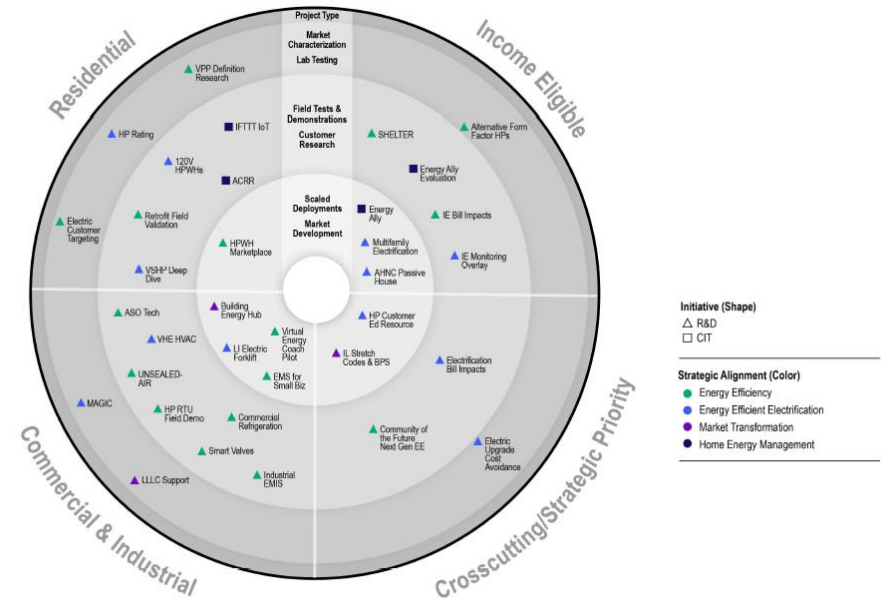 Project Type
Market
Characterization
Lab Testing
Field Tests &
Demonstrations
Customer
Research
Scaled
Deployments
Market
Development
Residential
VPP Definition
Research
HP Rating
IFTTT IoT
120V
HPWHs
ACRR
Electric
Customer
Targeting
Retrofit Field
Validation
HPWH
Marketplace
VSHP Deep
Dive
Income Eligible
SHELTER
Alternative Form
Factor HPs
Energy Ally
Evaluation
Energy
Ally
IE Bill Impacts
Multifamily
Electrification
IE Monitoring
Overlay
AHNC Passive
House
Commercial & Industrial
ASO Tech
Building
Energy Hub
VHE HVAC
Virtual
Energy
Coach
Pilot
LI Electric
Forklift
UNSEALED-
AIR
EMS for
Small Biz
MAGIC
HP RTU
Field Demo
Commercial
Refrigeration
Smart Valves
LLLC Support
Industrial
EMIS
Crosscutting/Strategic Priority
HP Customer
Ed Resource
IL Stretch
Codes & BPS
Electrification
Bill Impacts
Community of
the Future
Next Gen EE
Electric
Upgrade
Cost
Avoidance
Initiative (Shape)
R&D
CIT
Strategic Alignment (Color)
Energy Efficiency
Energy Efficient Electrification
Market Transformation
Home Energy Management